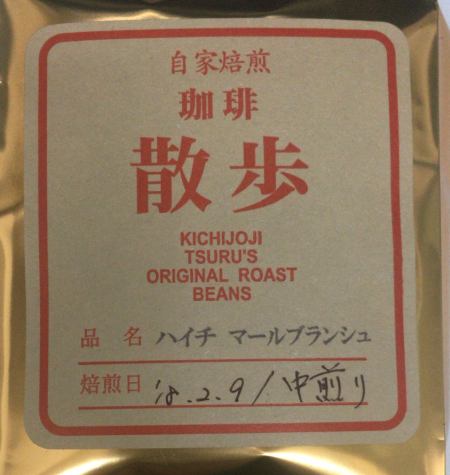 自家焙煎
珈琲
散歩
KICHIJOJI
TSURU'S
ORIGINAL ROAST
BEANS
品名 ハイチ マールブランシュ
焙煎日 '18.2.9/中煎り